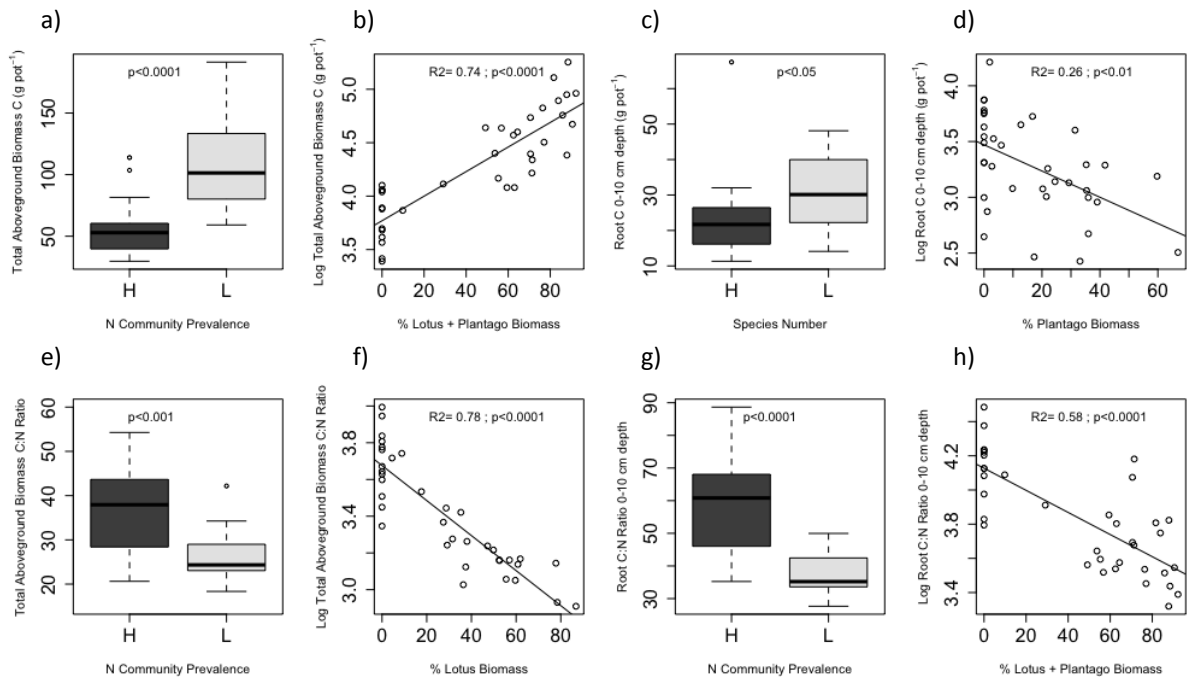 a)
p<0.0001
Total Aboveground Biomass C (g pot⁻¹)
50
100
150
H
L
N Community Prevalence
b)
R2= 0.74 ; p<0.0001
Log Total Aboveground Biomass C (g pot⁻¹)
3.5
4.0
4.5
5.0
0
20
40
60
80
% Lotus + Plantago Biomass
c)
p<0.05
Root C 0-10 cm depth (g pot⁻¹)
10
30
50
H
L
Species Number
d)
R2= 0.26 ; p<0.01
Log Root C 0-10 cm depth (g pot⁻¹)
2.5
3.0
3.5
4.0
0
20
40
60
% Plantago Biomass
e)
p<0.001
Total Aboveground Biomass C:N Ratio
20
30
40
50
60
H
L
N Community Prevalence
f)
R2= 0.78 ; p<0.0001
Log Total Aboveground Biomass C:N Ratio
3.0
3.4
3.8
0
20
40
60
80
% Lotus Biomass
g)
p<0.0001
Root C:N Ratio 0-10 cm depth
30
50
70
90
H
L
N Community Prevalence
h)
R2= 0.58 ; p<0.0001
Log Root C:N Ratio 0-10 cm depth
3.4
3.8
4.2
0
20
40
60
80
% Lotus + Plantago Biomass